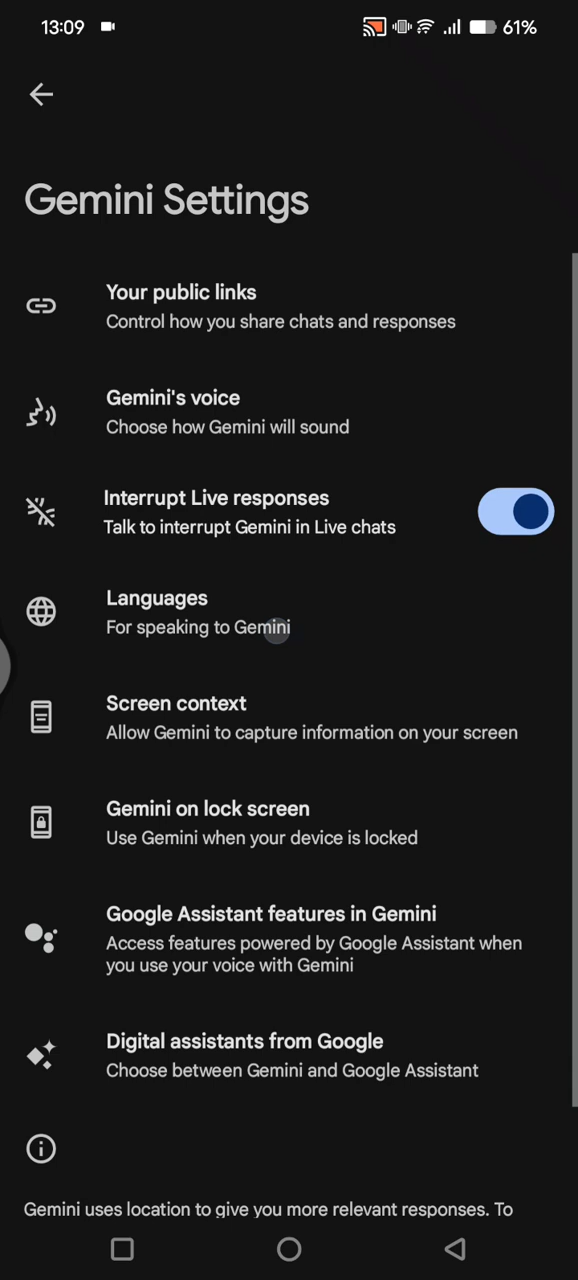 13:09
61%
Gemini Settings
Your public links
Control how you share chats and responses
Gemini's voice
Choose how Gemini will sound
Interrupt Live responses
Talk to interrupt Gemini in Live chats
Languages
For speaking to Gemini
Screen context
Allow Gemini to capture information on your screen
Gemini on lock screen
Use Gemini when your device is locked
Google Assistant features in Gemini
Access features powered by Google Assistant when
you use your voice with Gemini
Digital assistants from Google
Choose between Gemini and Google Assistant
Gemini uses location to give you more relevant responses. To